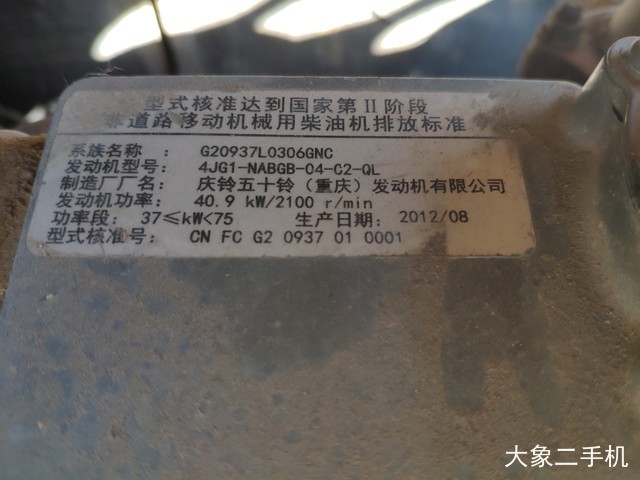 型式核准达到国家第II阶段
非道路移动机械用柴油机排放标准
系族名称: G20937L0306GNC
发动机型号: 4JG1-NABGB-04-C2-QL
制造厂厂名: 庆铃五十铃(重庆)发动机有限公司
发动机功率: 40.9 kW/2100 r/min
功率段: 37≤kW<75 生产日期: 2012/08
型式核准号: CN FC G2 0937 01 0001
大象二手机